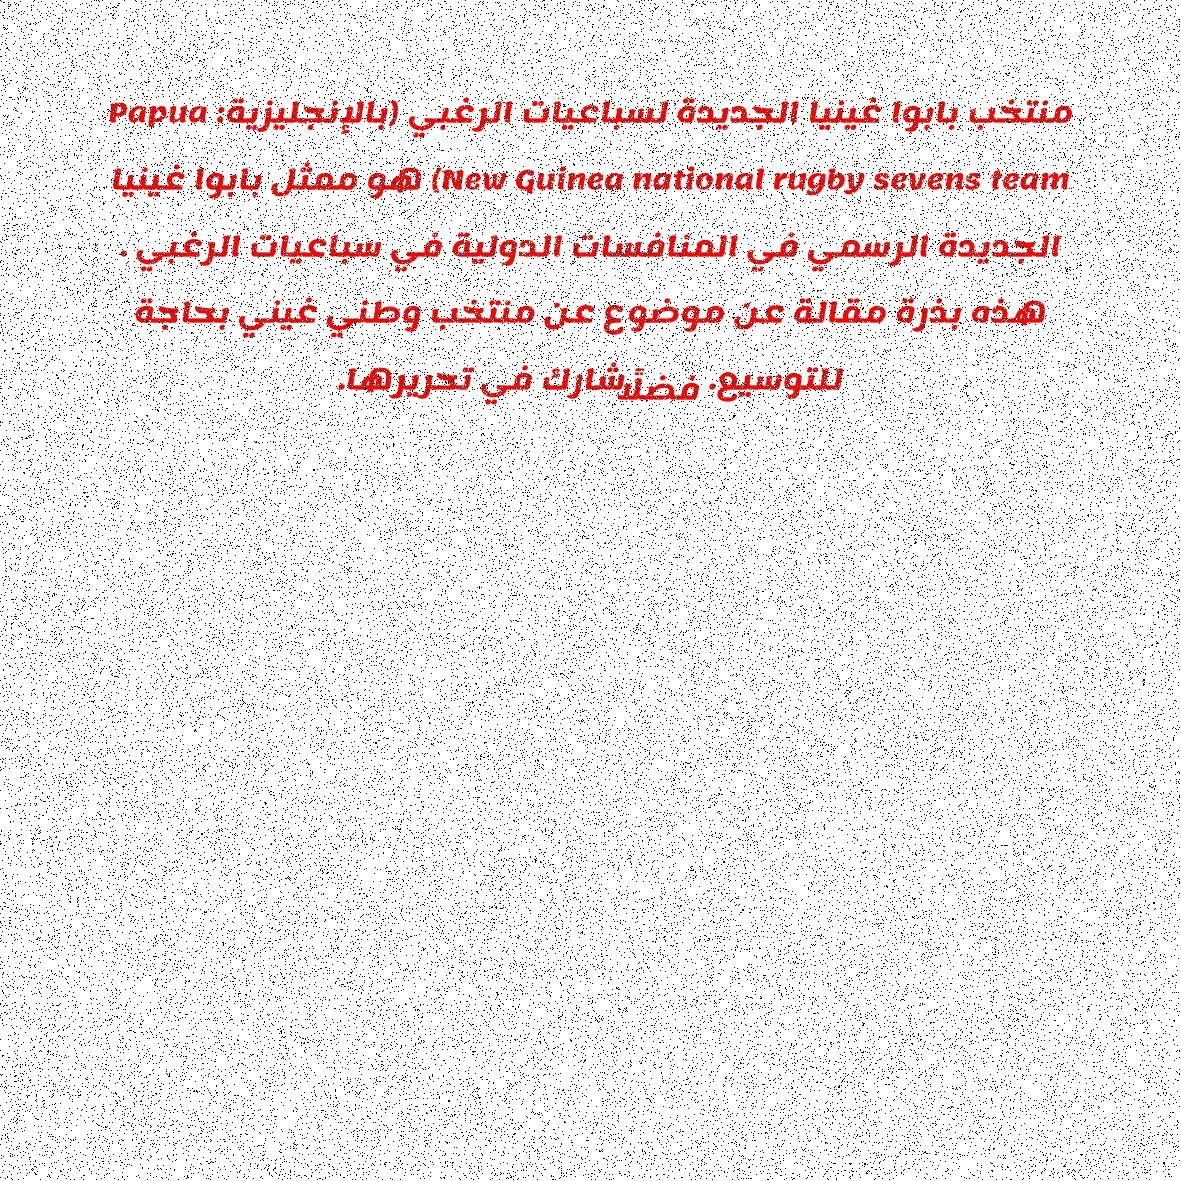 منتخب بابوا غينيا الجديدة لسباعيات الرغبي (بالإنجليزية: Papua
New Guinea national rugby sevens team) هو ممثل بابوا غينيا
الجديدة الرسمي في المنافسات الدولية في سباعيات الرغبي .
هذه بذرة مقالة عن موضوع عن منتخب وطني غيني بحاجة
للتوسيع. فضلًا شارك في تحريرها.